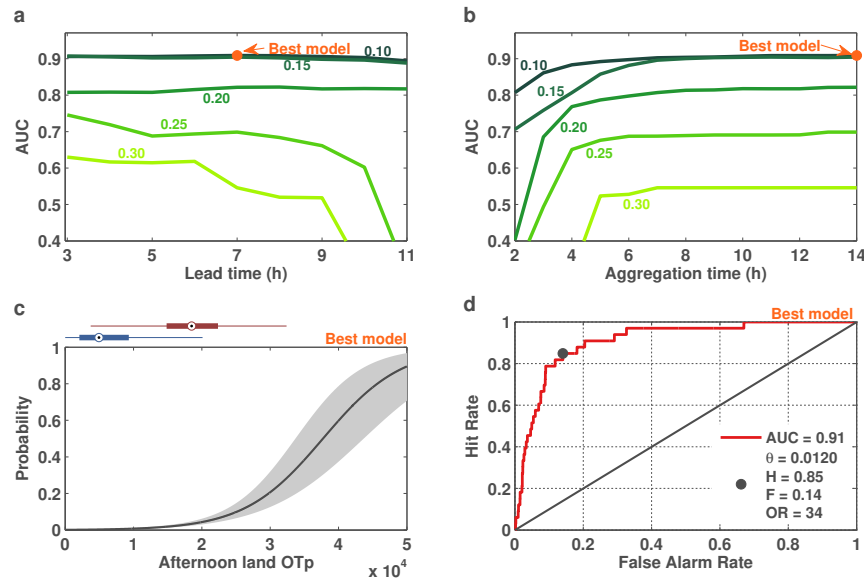 a
Best model
0.10
0.15
0.20
0.25
0.30
0.9
0.8
0.7
0.6
0.5
0.4
AUC
3
5
7
9
11
Lead time (h)
b
Best model
0.10
0.15
0.20
0.25
0.30
0.9
0.8
0.7
0.6
0.5
0.4
AUC
2
4
6
8
10
12
14
Aggregation time (h)
c
Best model
1
0.8
0.6
0.4
0.2
0
Probability
0
1
2
3
4
5
Afternoon land OTp
x 10⁴
d
Best model
1
0.8
0.6
0.4
0.2
0
Hit Rate
AUC = 0.91
θ = 0.0120
H = 0.85
F = 0.14
OR = 34
0
0.2
0.4
0.6
0.8
1
False Alarm Rate